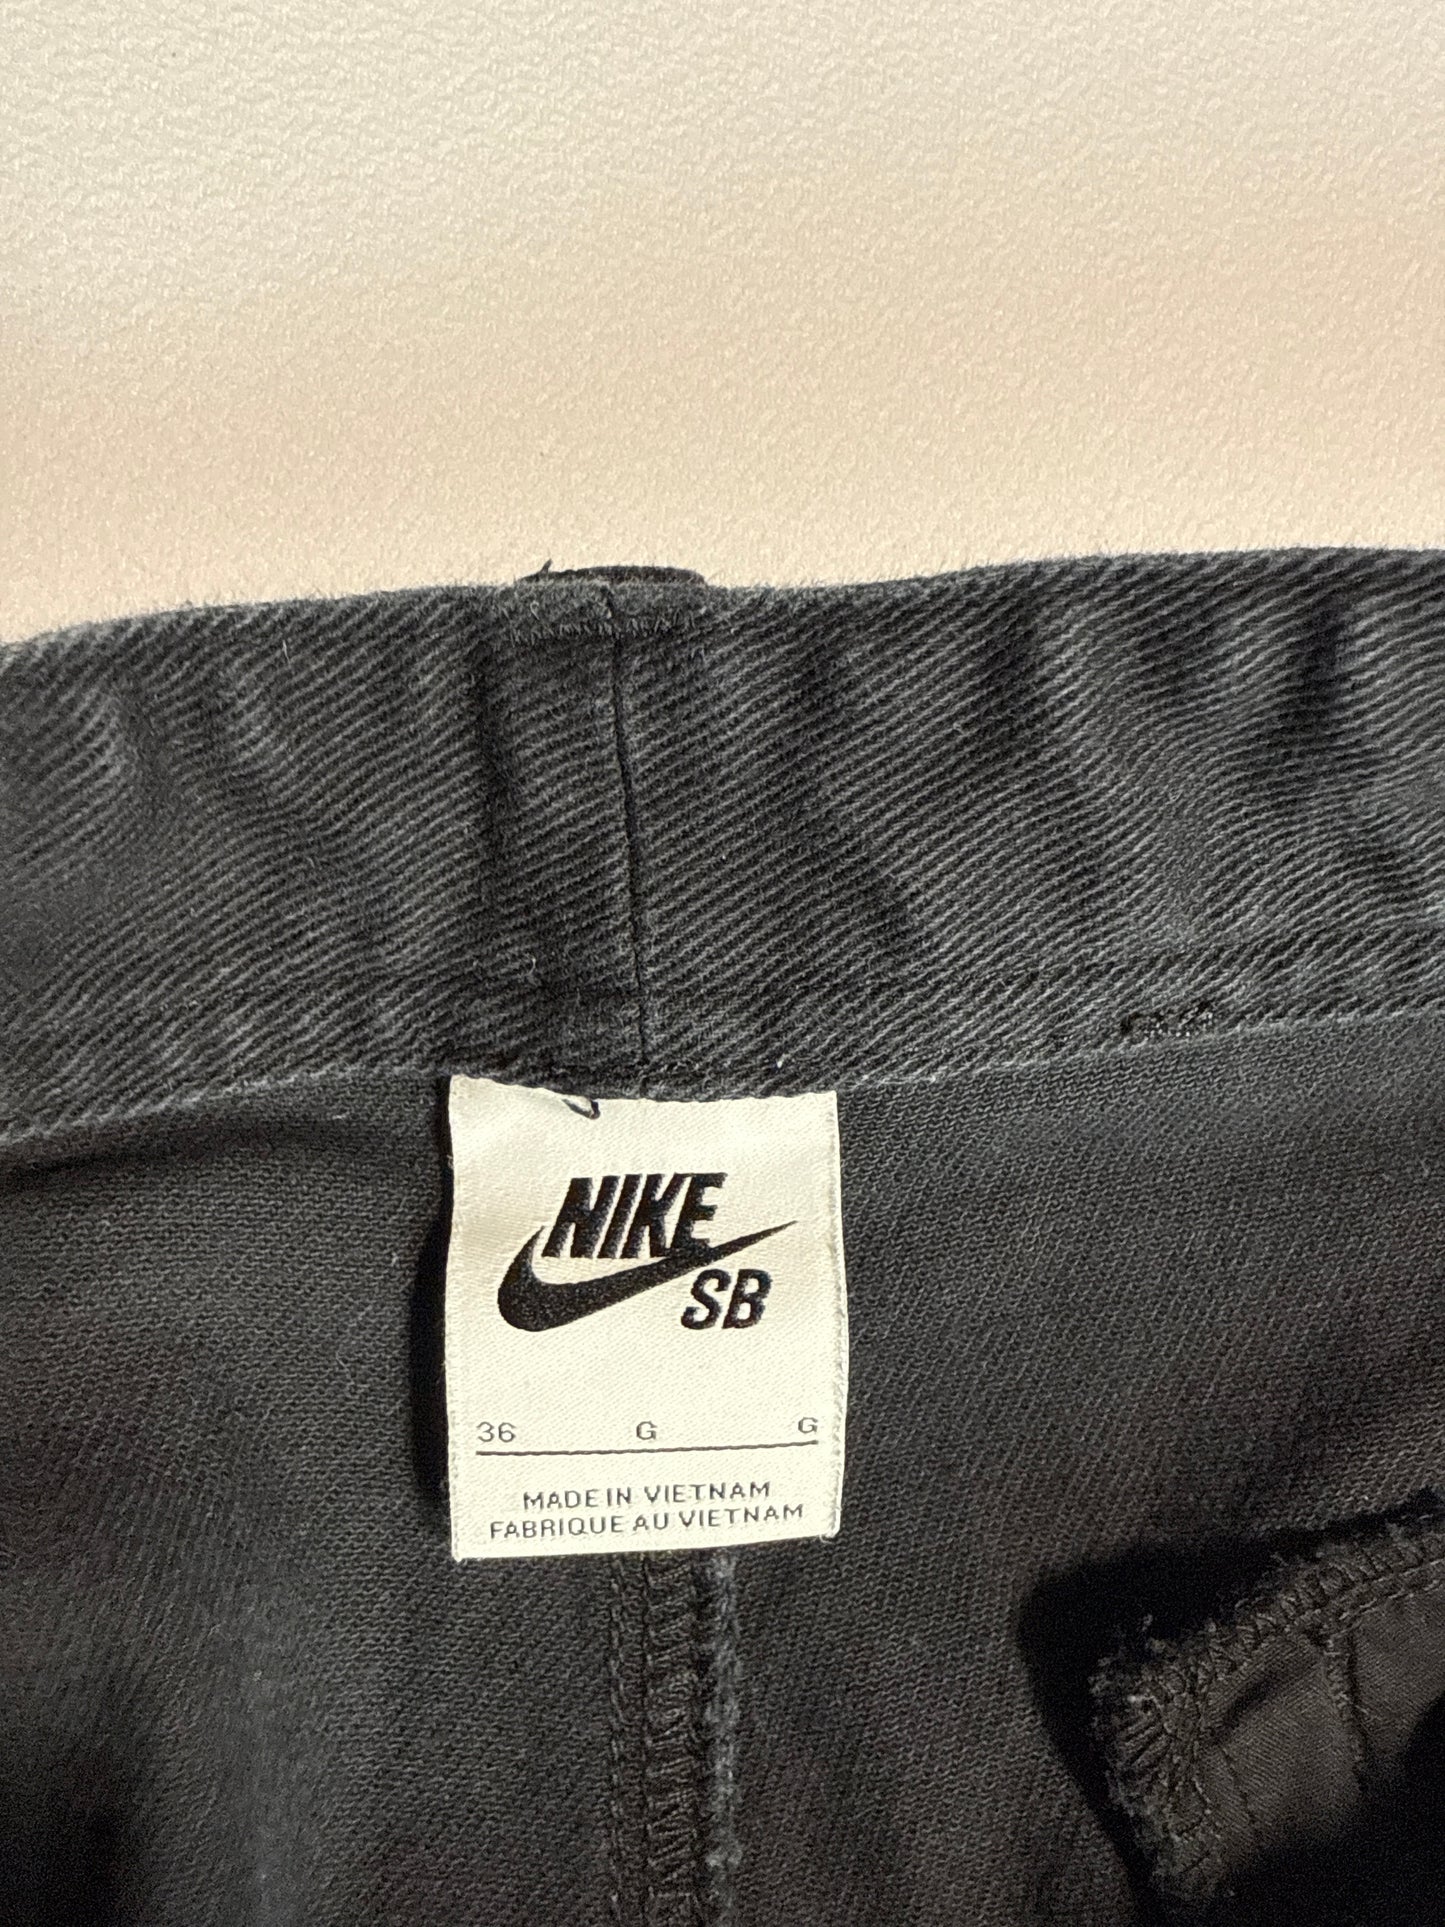 NIKE
SB
36 G G
MADE IN VIETNAM
FABRIQUE AU VIETNAM